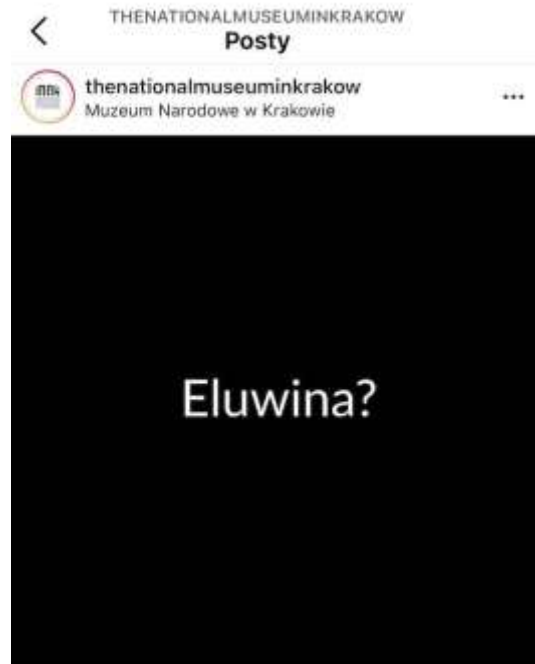 THENATIONALMUSEUMINKRAKOW
Posty
thenationalmuseuminkrakow
Muzeum Narodowe w Krakowie
Eluwina?